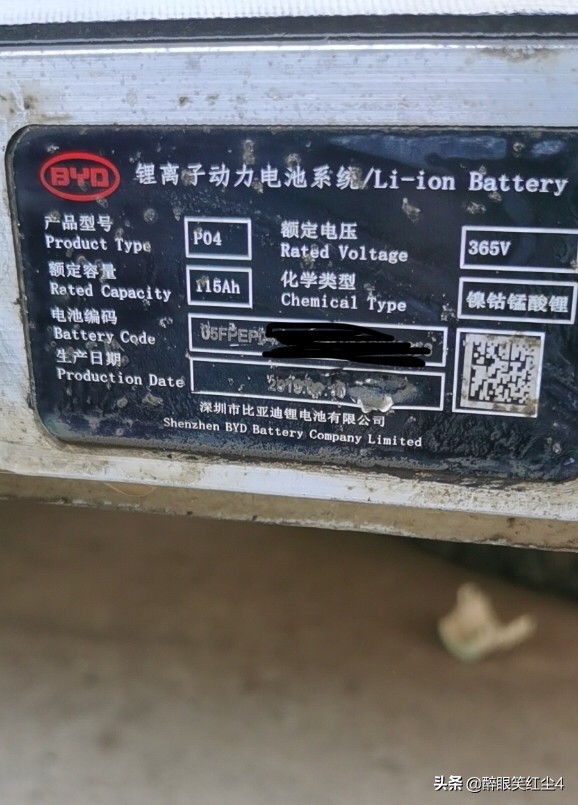 BYD 锂离子动力电池系统/Li-ion Battery
产品型号 P04 额定电压 365V
Product Type Rated Voltage
额定容量 115Ah 化学类型 镍钴锰酸锂
Rated Capacity Chemical Type
电池编码 05FPEP
Battery Code
生产日期
Production Date
深圳市比亚迪锂电池有限公司
Shenzhen BYD Battery Company Limited
头条 @醉眼笑红尘4